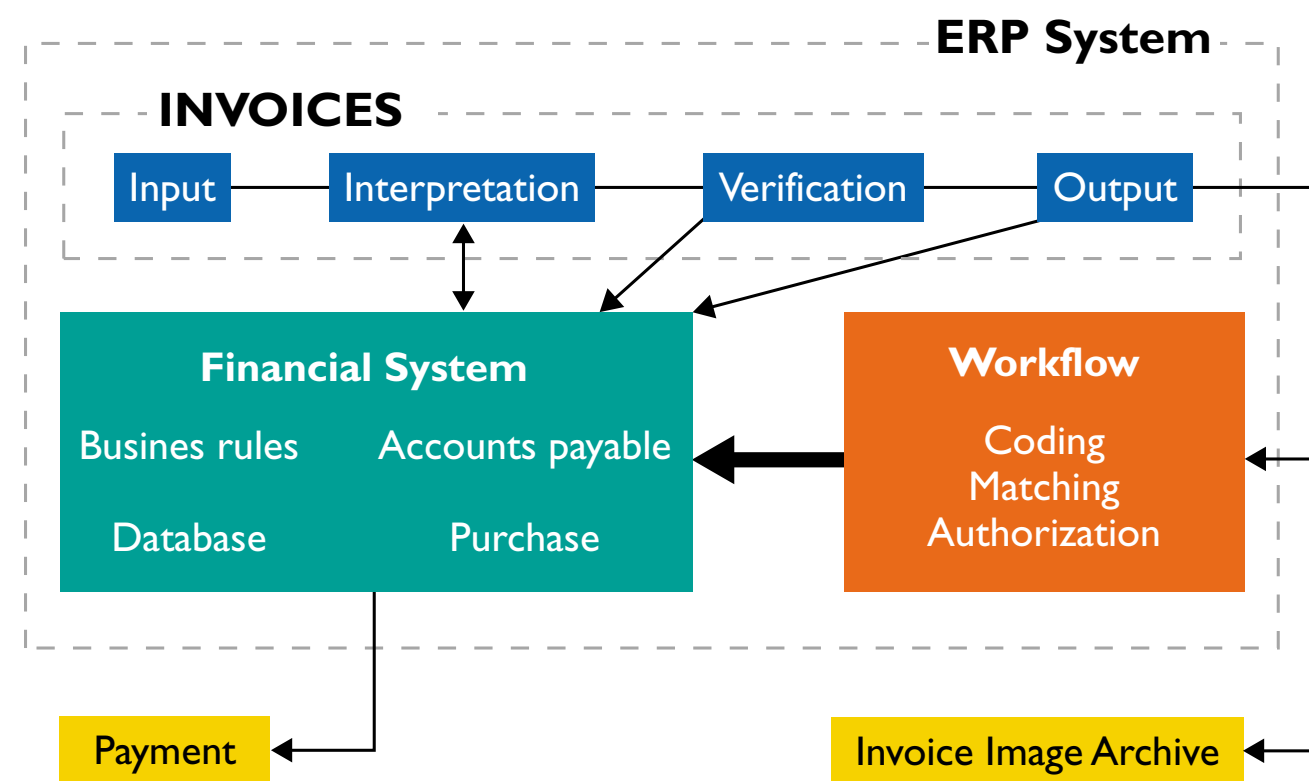 ERP System
INVOICES
Input
Interpretation
Verification
Output
Financial System
Busines rules
Accounts payable
Database
Purchase
Workflow
Coding
Matching
Authorization
Payment
Invoice Image Archive